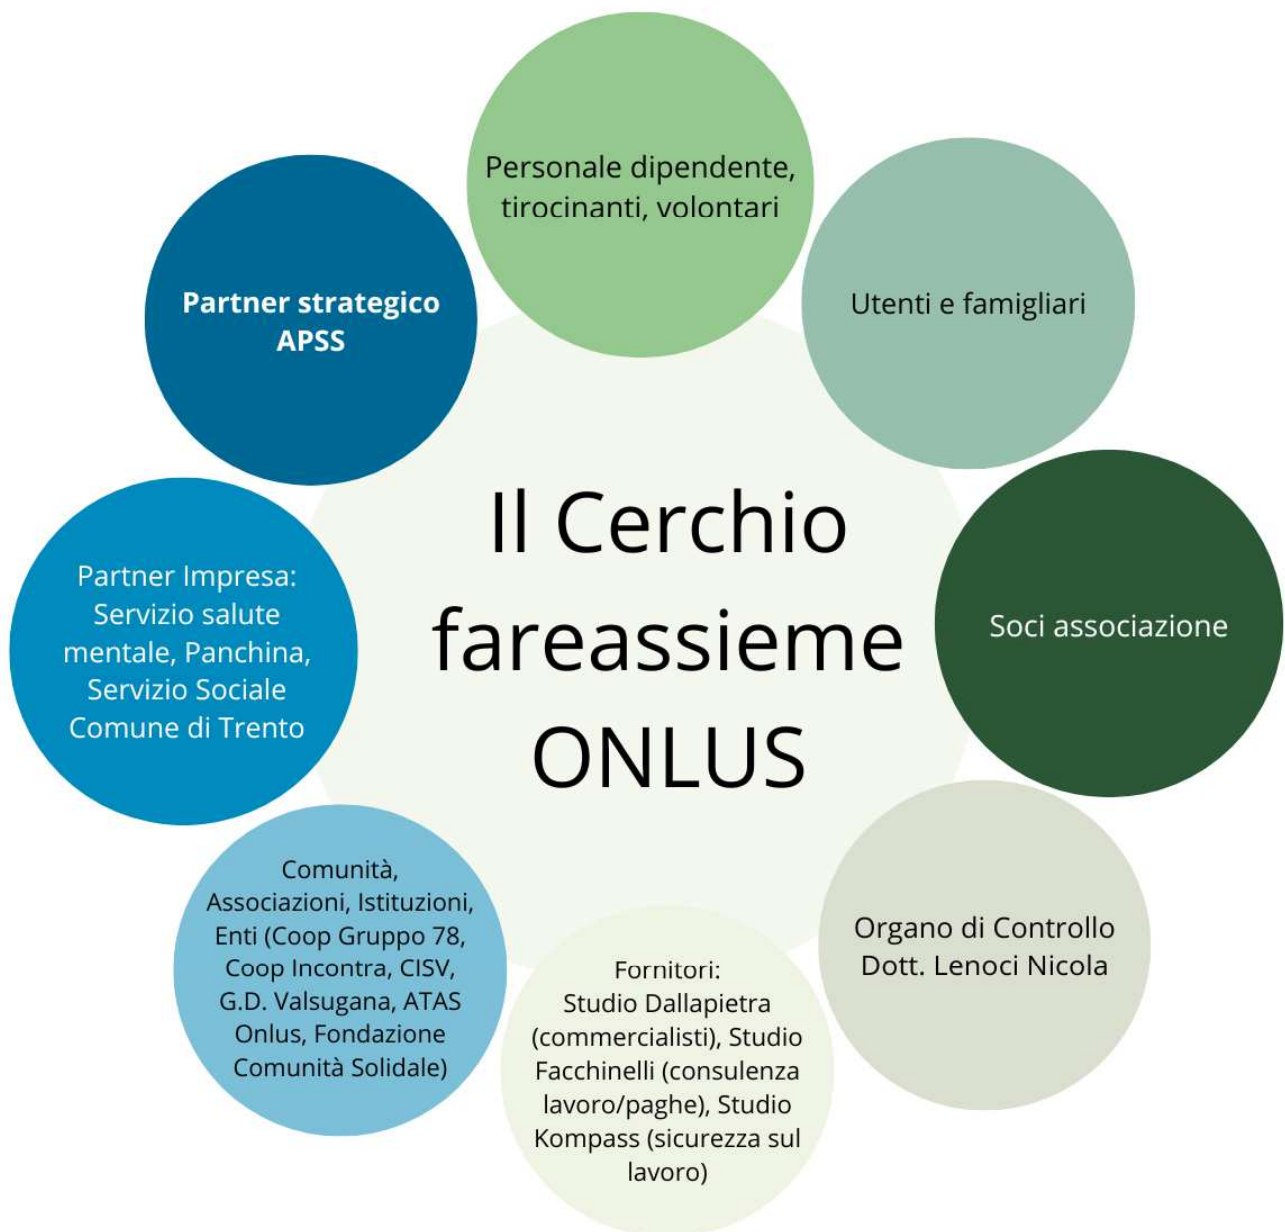 Personale dipendente,
tirocinanti, volontari
Partner strategico
APSS
Utenti e famigliari
Il Cerchio
fareassieme
ONLUS
Partner Impresa:
Servizio salute
mentale, Panchina,
Servizio Sociale
Comune di Trento
Soci associazione
Comunità,
Associazioni, Istituzioni,
Enti (Coop Gruppo 78,
Coop Incontra, CISV,
G.D. Valsugana, ATAS
Onlus, Fondazione
Comunità Solidale)
Organo di Controllo
Dott. Lenoci Nicola
Fornitori:
Studio Dallapietra
(commercialisti), Studio
Facchinelli (consulenza
lavoro/paghe), Studio
Kompass (sicurezza sul
lavoro)